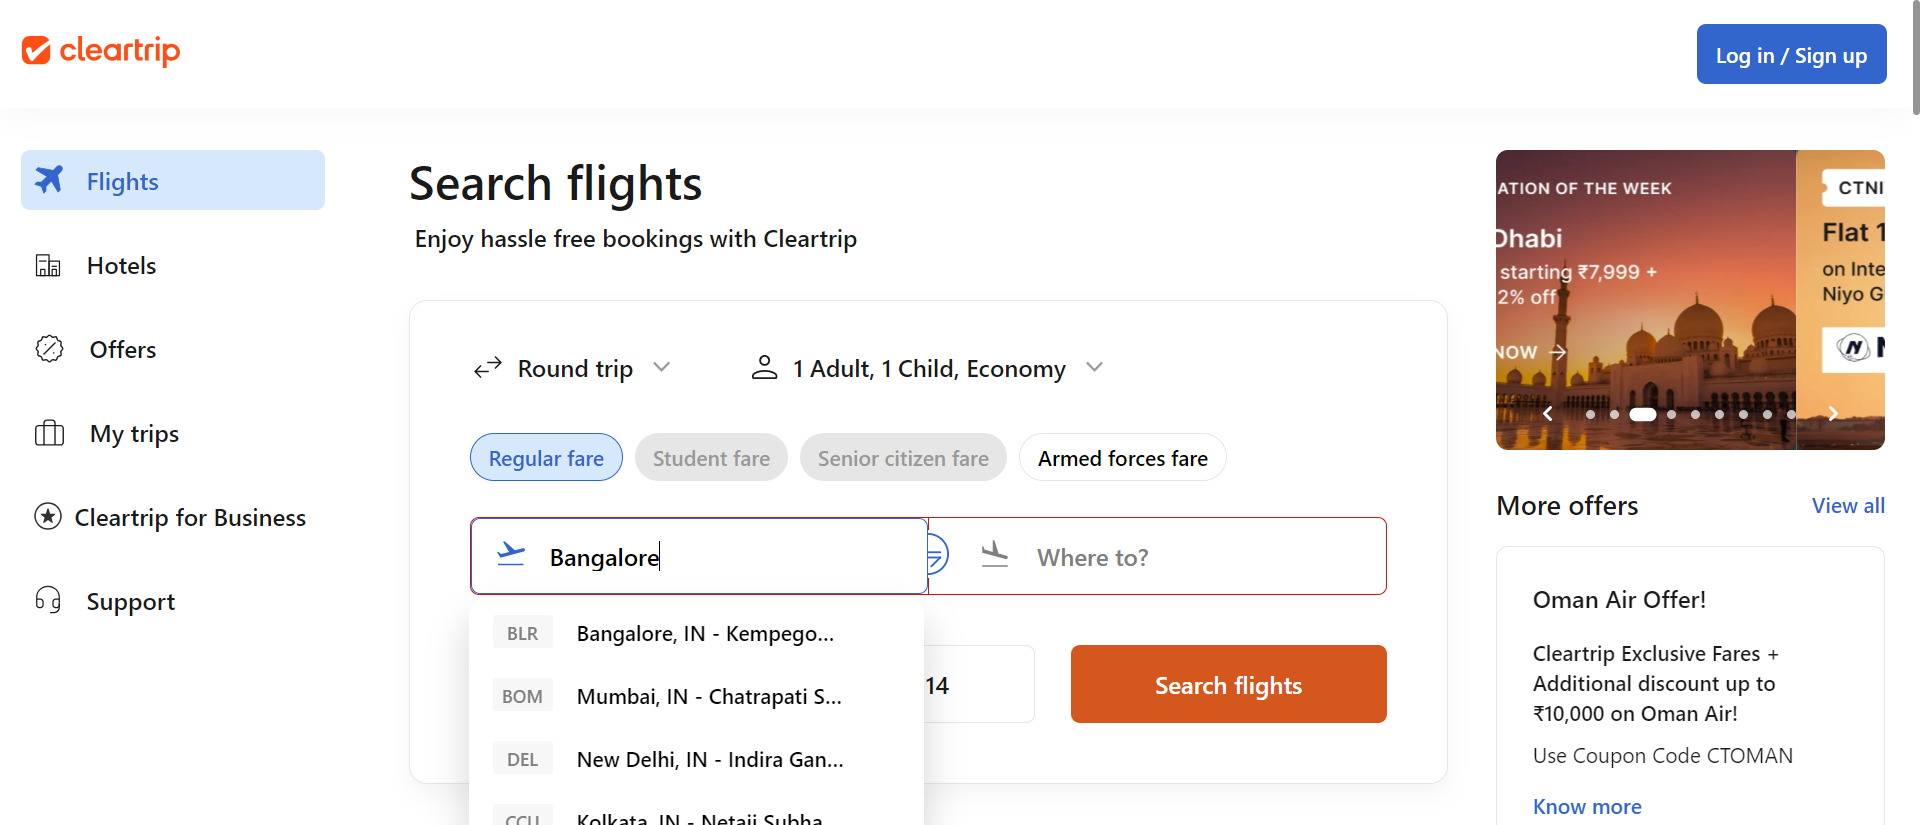 cleartrip
Log in / Sign up
Flights
Hotels
Offers
My trips
Cleartrip for Business
Support
Search flights
Enjoy hassle free bookings with Cleartrip
Round trip
1 Adult, 1 Child, Economy
Regular fare
Student fare
Senior citizen fare
Armed forces fare
Bangalore
Where to?
BLR Bangalore, IN - Kempego...
BOM Mumbai, IN - Chatrapati S...
DEL New Delhi, IN - Indira Gan...
CCU Kolkata, IN - Netaji Subha
14
Search flights
ATION OF THE WEEK
Dhabi
starting ₹7,999 +
2% off
NOW
CTNI
Flat 1
on Inte
Niyo G
N
More offers
View all
Oman Air Offer!
Cleartrip Exclusive Fares +
Additional discount up to
₹10,000 on Oman Air!
Use Coupon Code CTOMAN
Know more